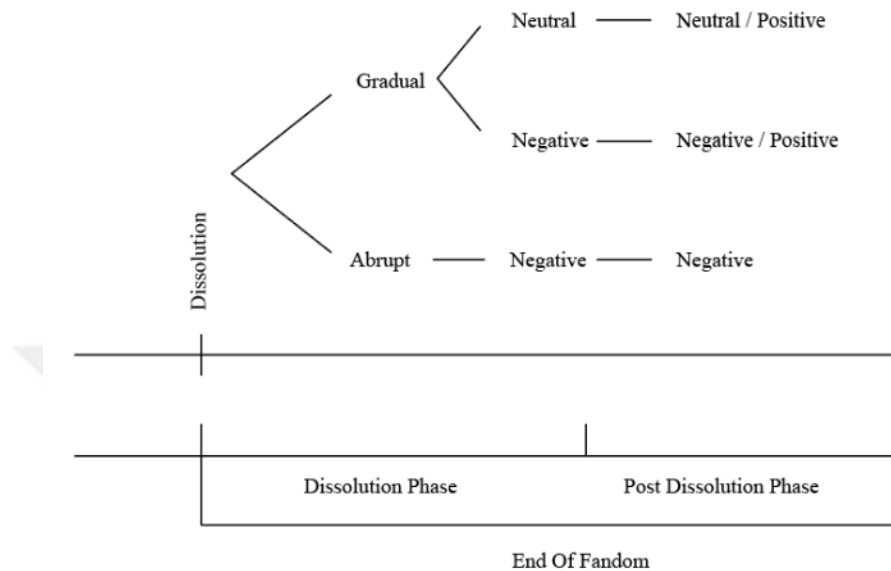 Neutral
Neutral / Positive
Gradual
Negative
Negative / Positive
Dissolution
Abrupt
Negative
Negative
Dissolution Phase
Post Dissolution Phase
End Of Fandom